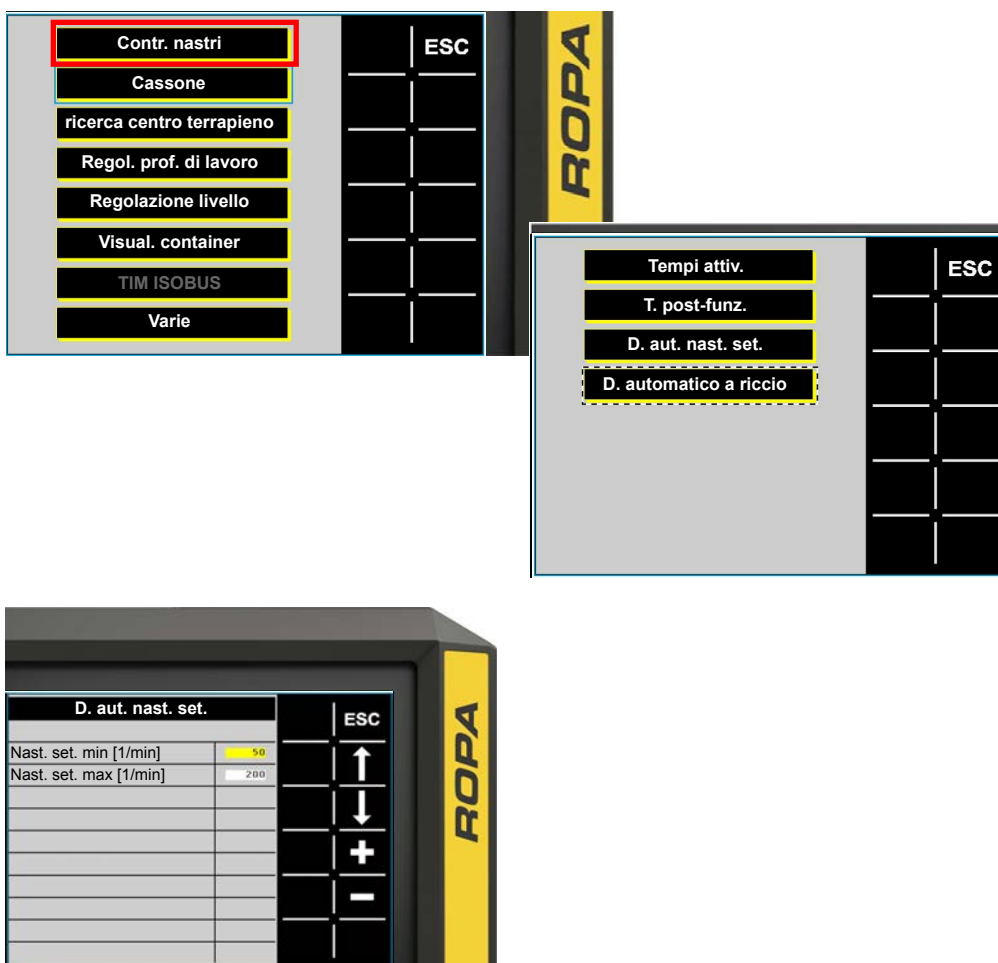 Contr. nastri
ESC
Cassone
ricerca centro terrapieno
Regol. prof. di lavoro
Regolazione livello
Visual. container
TIM ISOBUS
Varie
ROPA
Tempi attiv.
ESC
T. post-funz.
D. aut. nast. set.
D. automatico a riccio
D. aut. nast. set.
ESC
Nast. set. min [1/min] 50
Nast. set. max [1/min] 200
+
-
ROPA